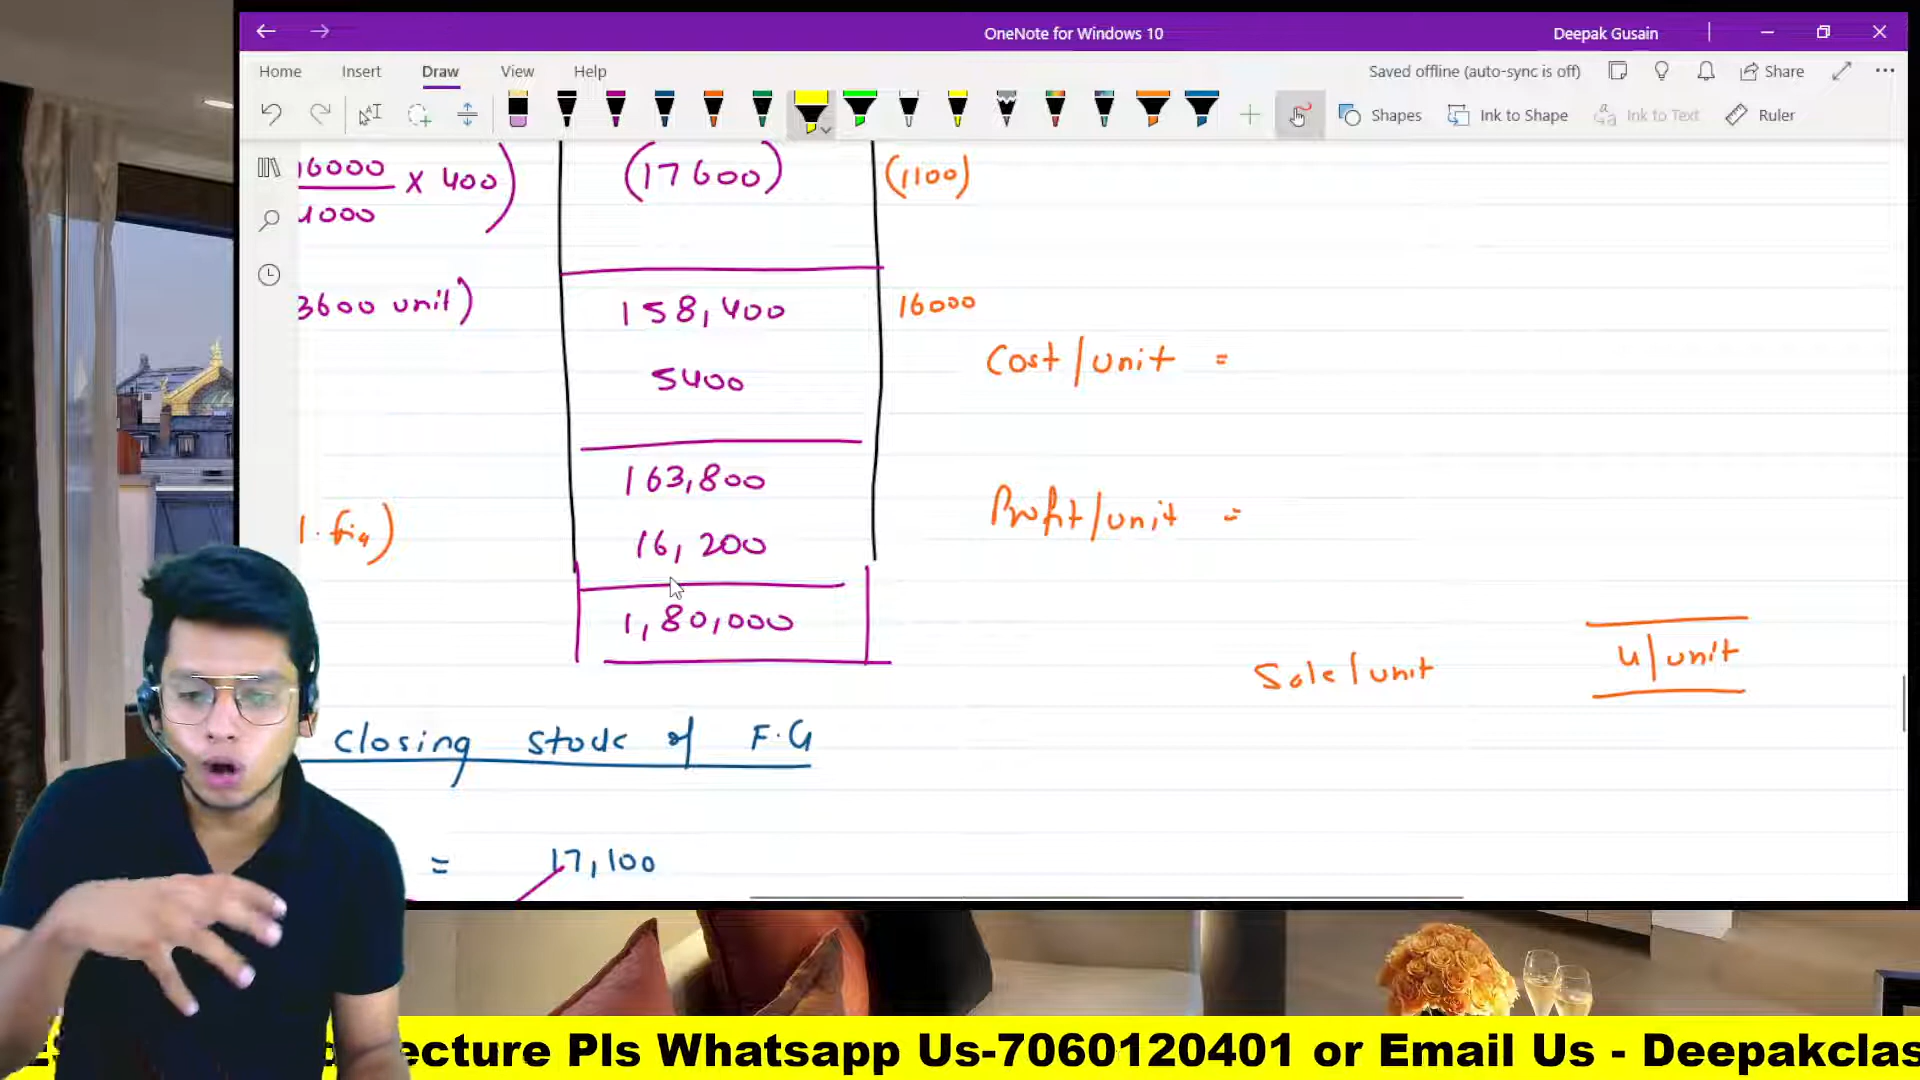 OneNote for Windows 10
Deepak Gusain
Home Insert Draw View Help
Saved offline (auto-sync is off)
Share
Shapes
Ink to Shape
Ink to Text
Ruler
16000 × 400)
4000
(17600)
(1100)
3600 unit)
158,400
16000
Cost/unit =
5400
163,800
Profit/unit =
16,200
1,80,000
Sale/unit
4/unit
Closing stock of F.G
= 17,100
ecture Pls Whatsapp Us-7060120401 or Email Us - Deepakclas